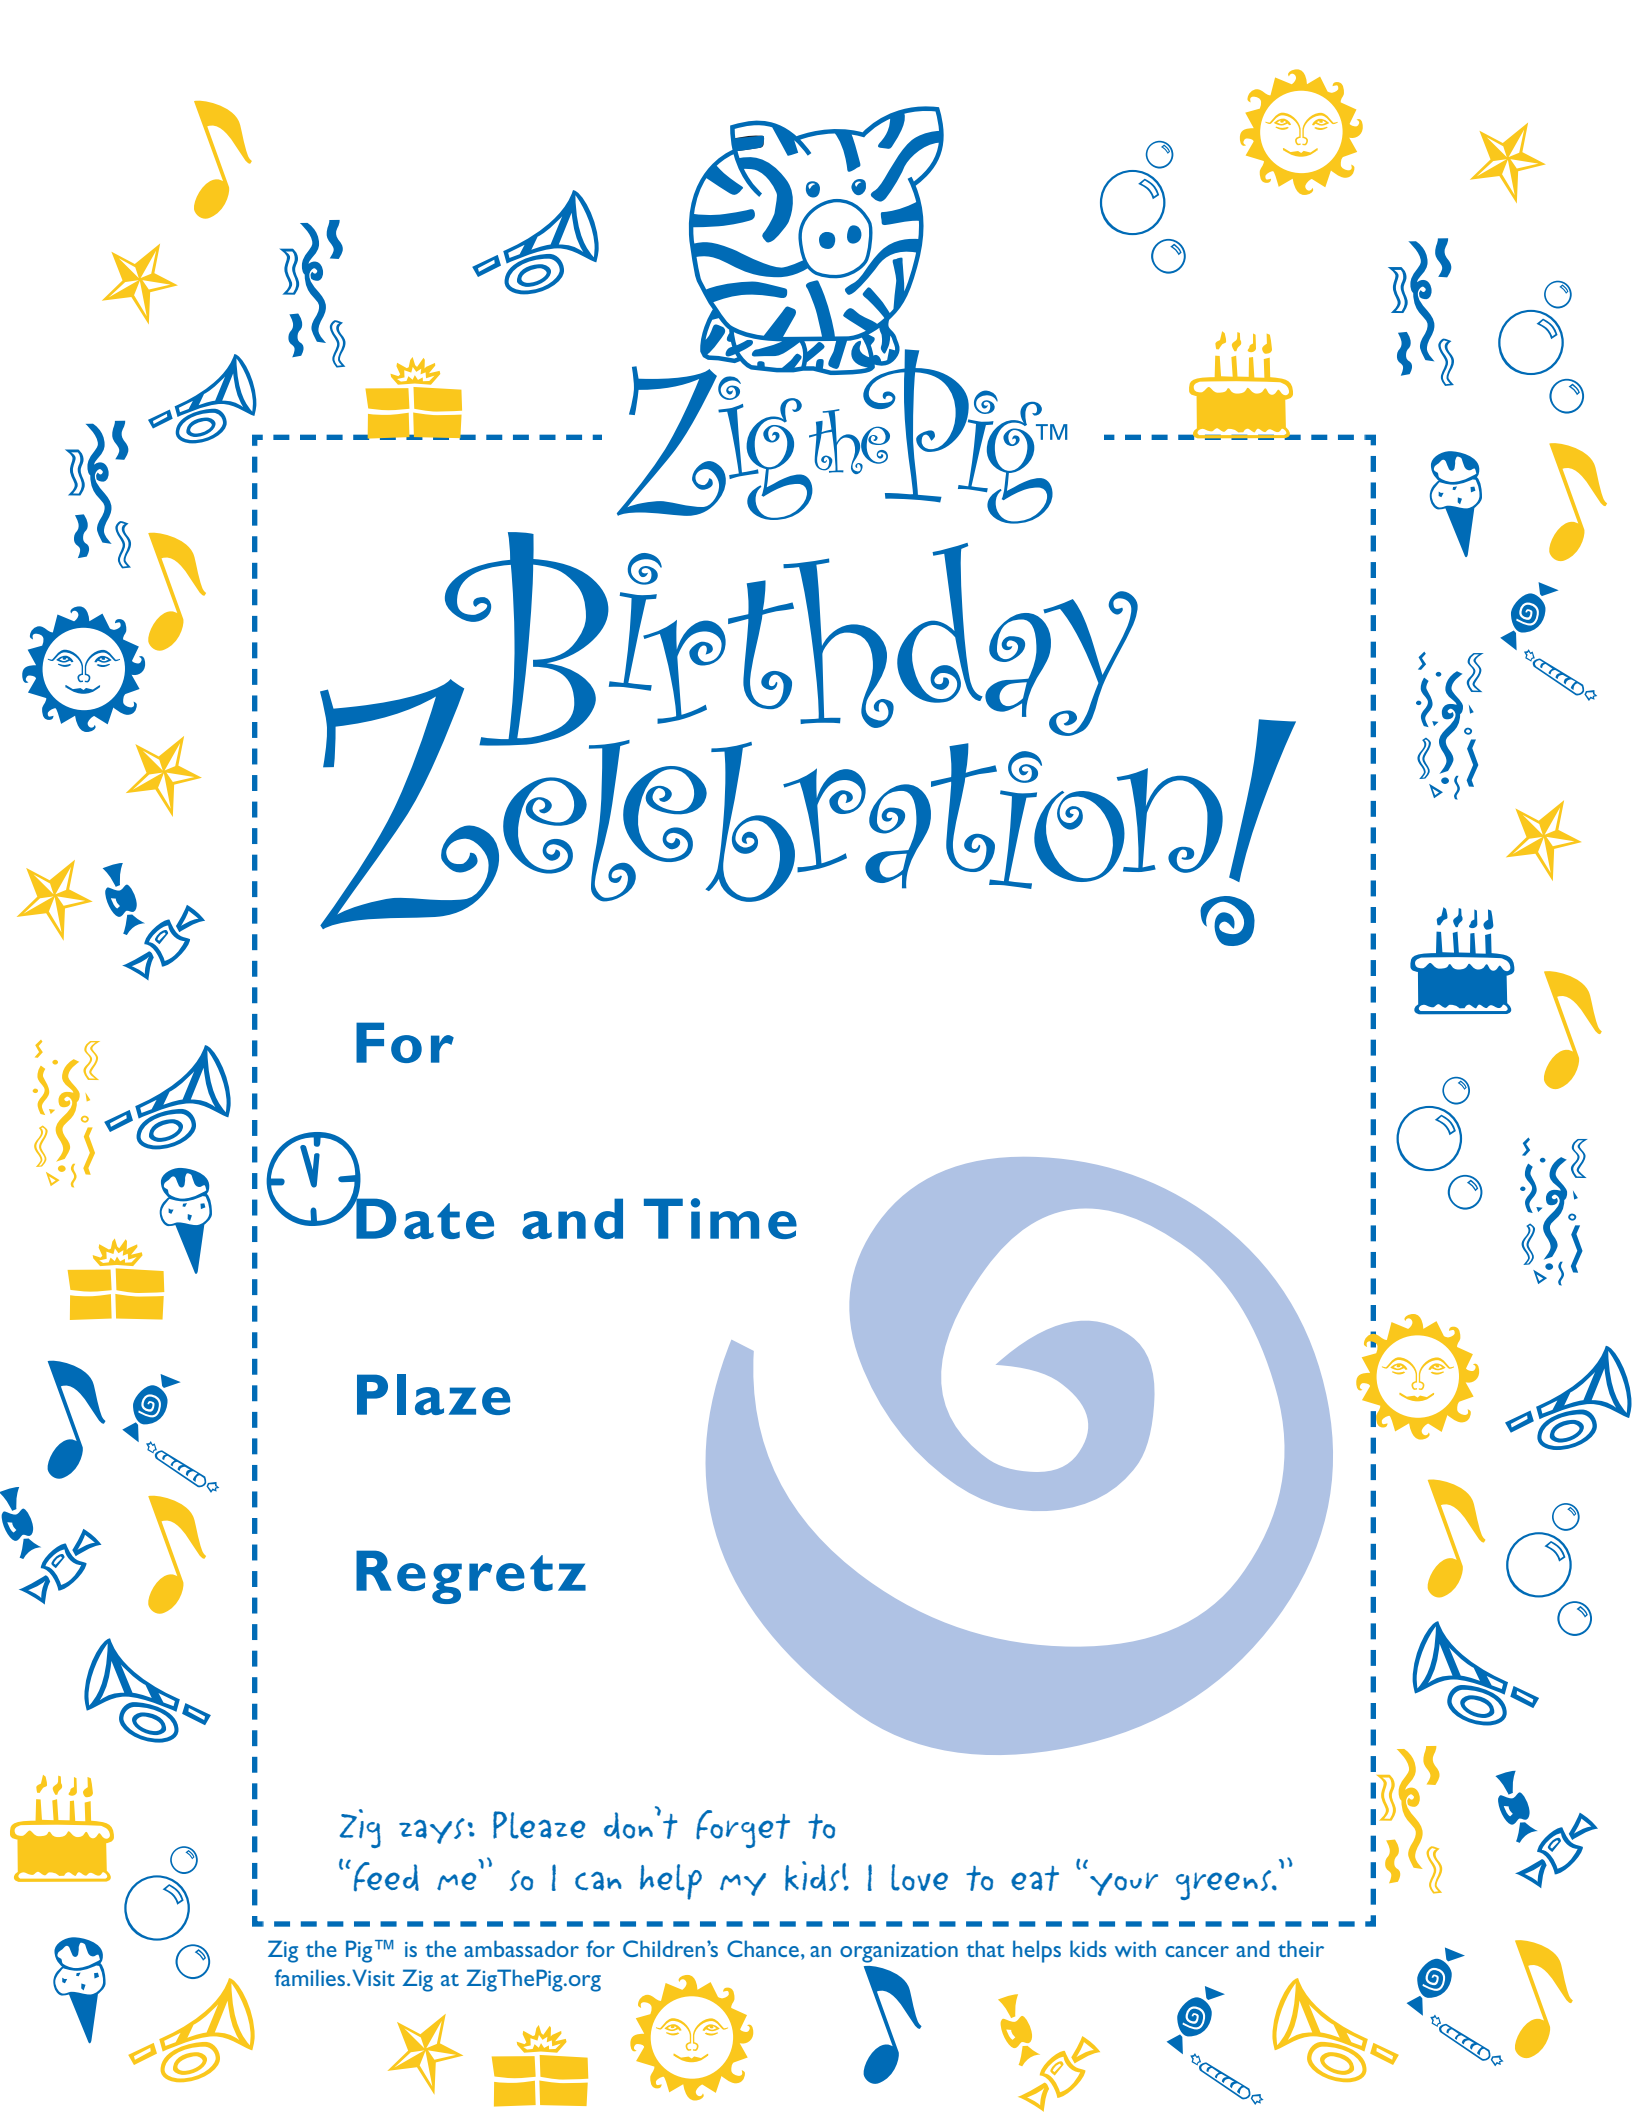 Zig the Pig™
Birthday
Zelebration!
For
Date and Time
Plaze
Regretz
Zig zays: Pleaze don't forget to
“feed me” so I can help my kids! I love to eat “your greens.”
Zig the Pig™ is the ambassador for Children’s Chance, an organization that helps kids with cancer and their
families. Visit Zig at ZigThePig.org